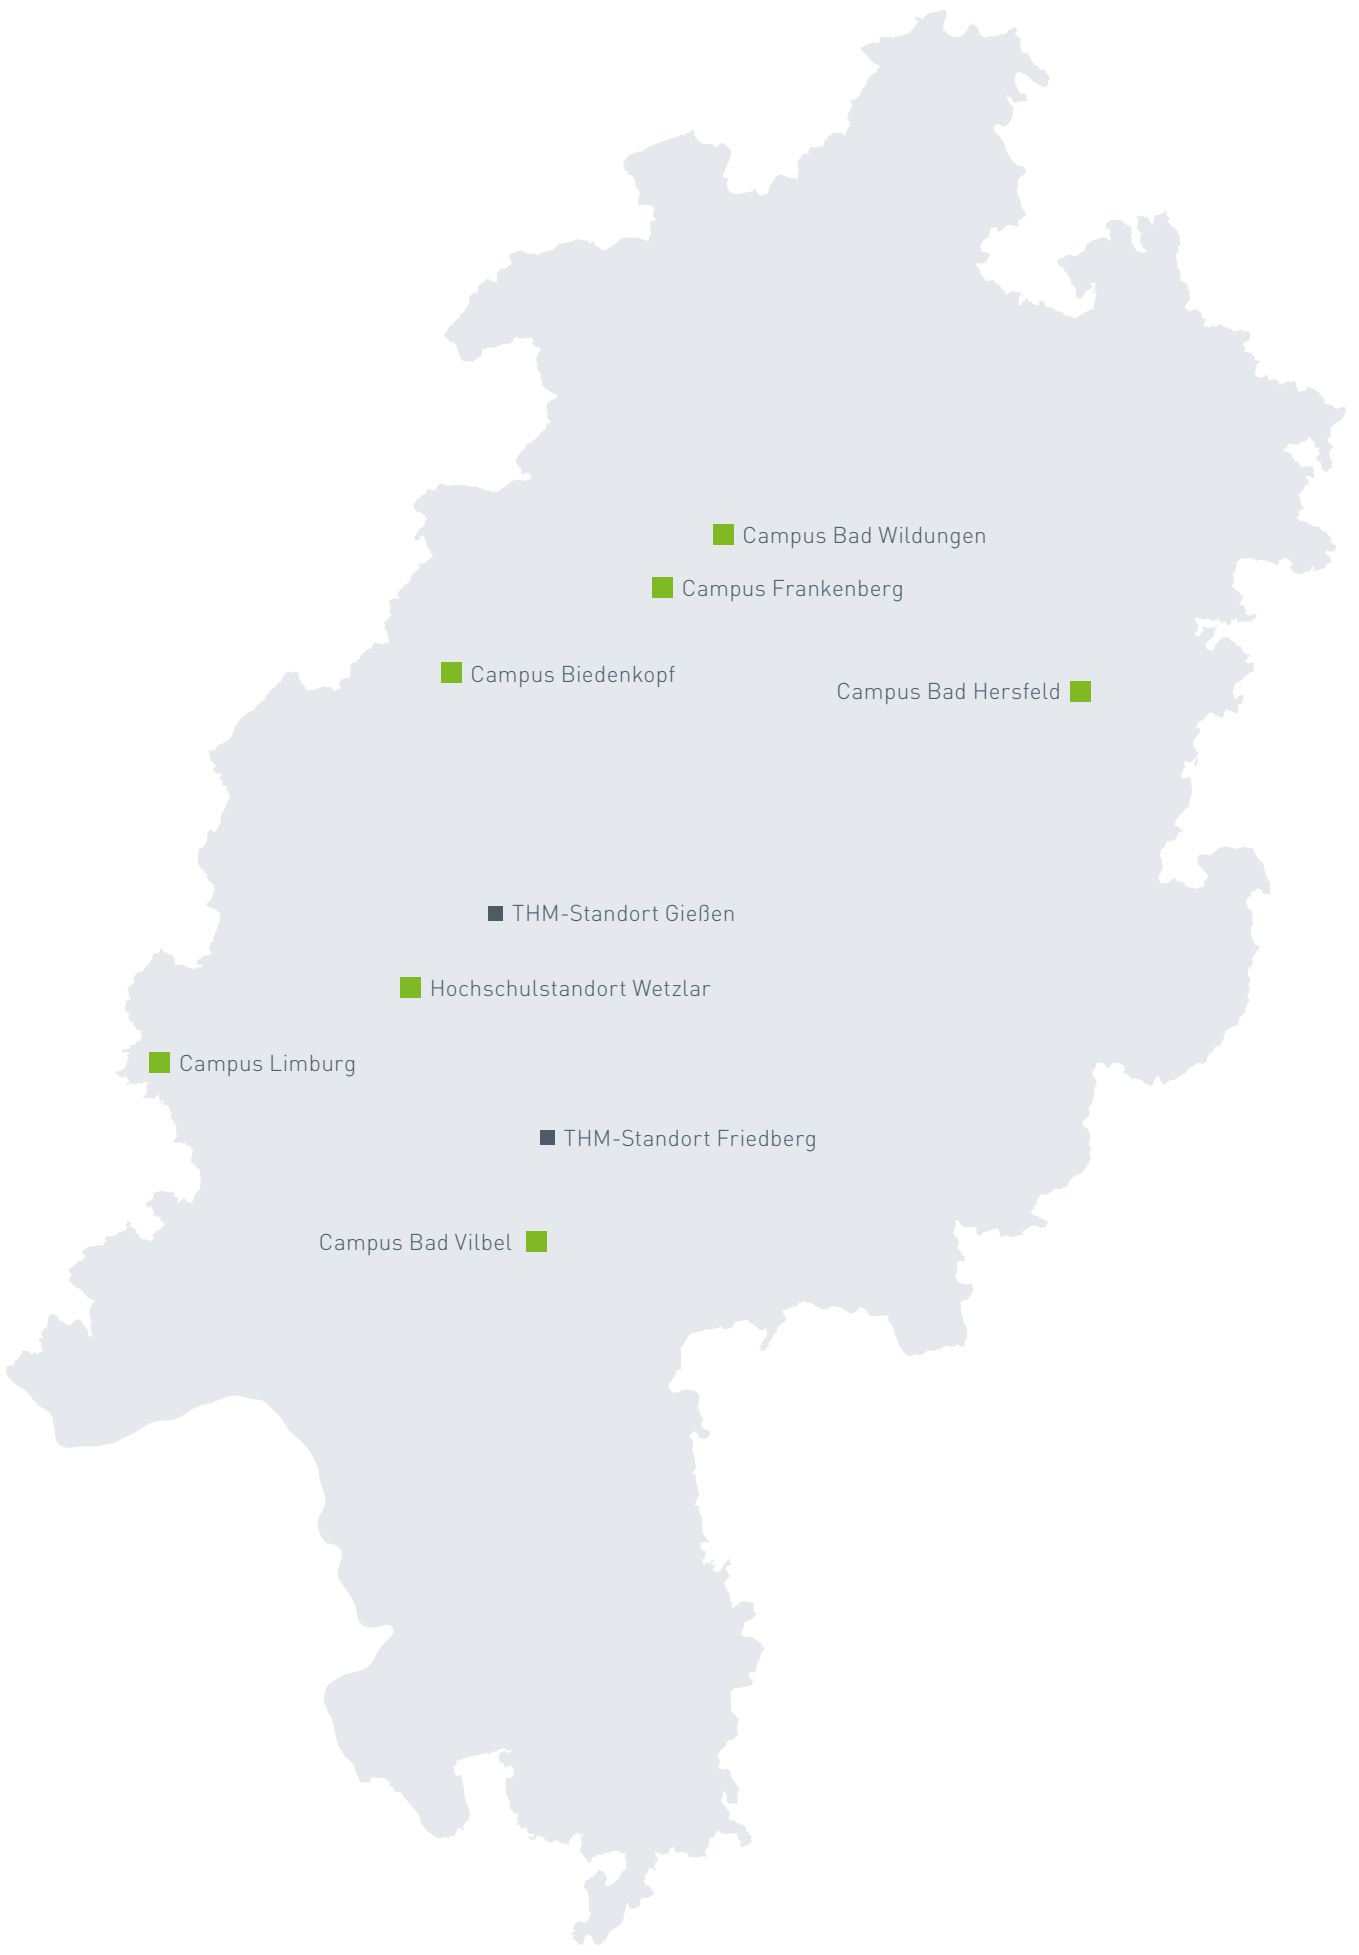 Campus Bad Wildungen
Campus Frankenberg
Campus Biedenkopf
Campus Bad Hersfeld
THM-Standort Gießen
Hochschulstandort Wetzlar
Campus Limburg
THM-Standort Friedberg
Campus Bad Vilbel